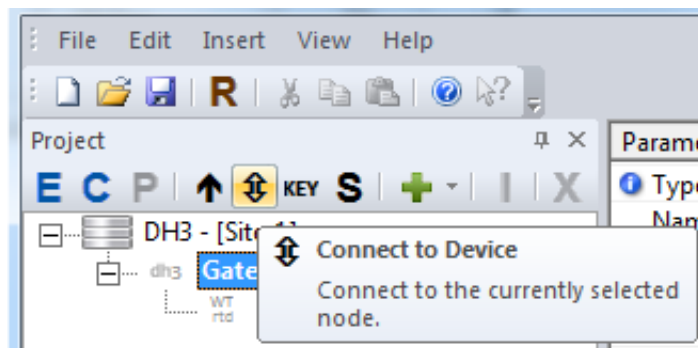 File Edit Insert View Help
R
Project
Parame
E C P KEY S I X
Type
DH3 - [Site 1]
Nam
dh3 Gate
Connect to Device
Connect to the currently selected
WT
node.
rtd